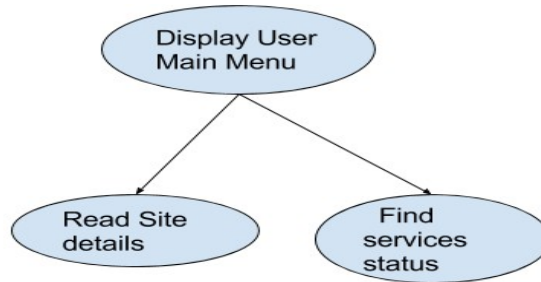 Display User
Main Menu
Read Site
details
Find
services
status